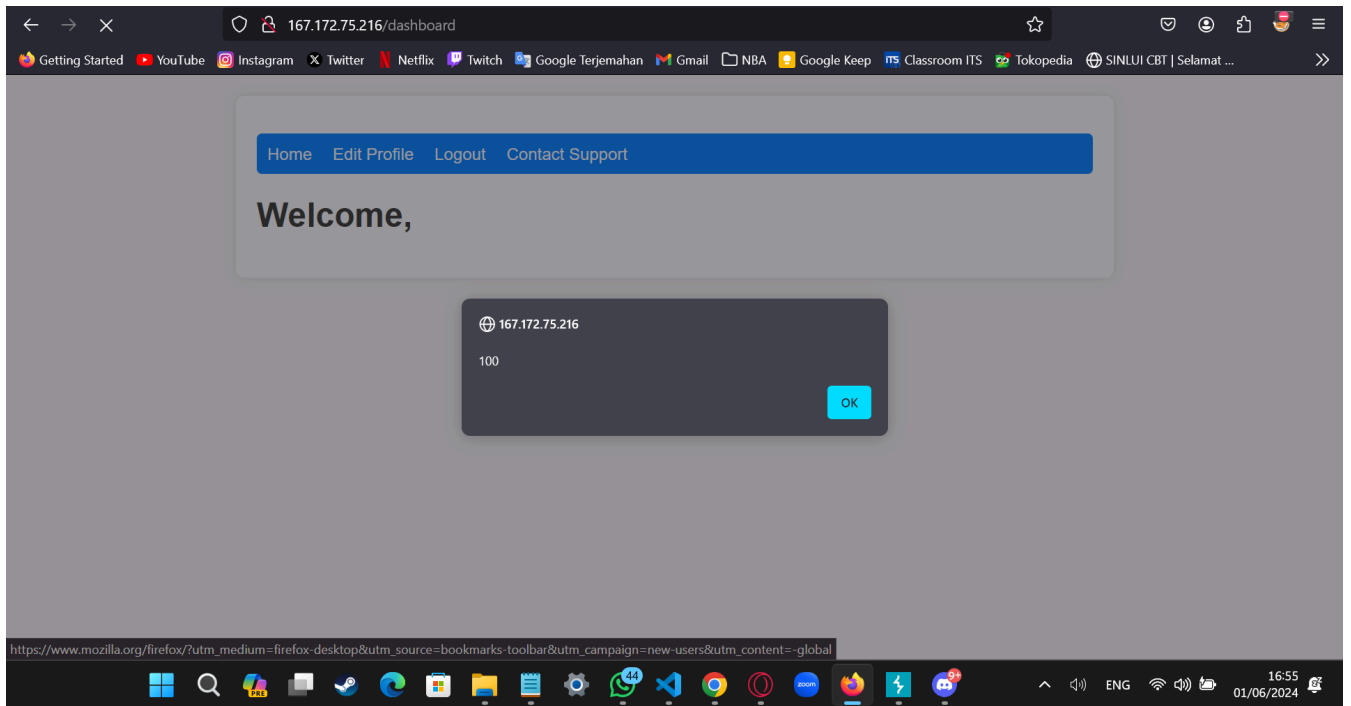 167.172.75.216/dashboard
Getting Started YouTube Instagram Twitter Netflix Twitch Google Terjemahan Gmail NBA Google Keep Classroom ITS Tokopedia SINLUI CBT | Selamat ...
Home Edit Profile Logout Contact Support
Welcome,
167.172.75.216
100
OK
https://www.mozilla.org/firefox/?utm_medium=firefox-desktop&utm_source=bookmarks-toolbar&utm_campaign=new-users&utm_content=-global
PRE 44 zoom 9+ ENG 16:55
01/06/2024